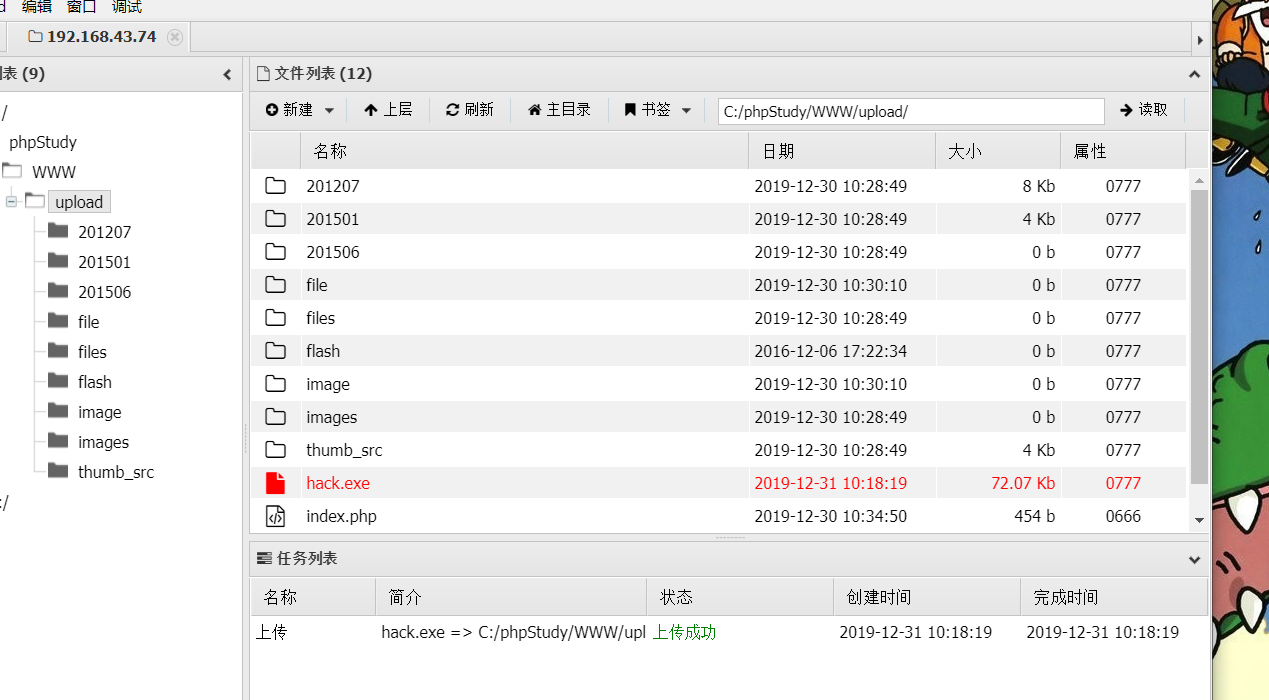 编辑 窗口 调试
192.168.43.74
表 (9)
/
phpStudy
WWW
upload
201207
201501
201506
file
files
flash
image
images
thumb_src
:/
文件列表 (12)
新建 上层 刷新 主目录 书签 C:/phpStudy/WWW/upload/ 读取
名称 日期 大小 属性
201207 2019-12-30 10:28:49 8 Kb 0777
201501 2019-12-30 10:28:49 4 Kb 0777
201506 2019-12-30 10:28:49 0 b 0777
file 2019-12-30 10:30:10 0 b 0777
files 2019-12-30 10:28:49 0 b 0777
flash 2016-12-06 17:22:34 0 b 0777
image 2019-12-30 10:30:10 0 b 0777
images 2019-12-30 10:28:49 0 b 0777
thumb_src 2019-12-30 10:28:49 4 Kb 0777
hack.exe 2019-12-31 10:18:19 72.07 Kb 0777
index.php 2019-12-30 10:34:50 454 b 0666
任务列表
名称 简介 状态 创建时间 完成时间
上传 hack.exe => C:/phpStudy/WWW/upl 上传成功 2019-12-31 10:18:19 2019-12-31 10:18:19